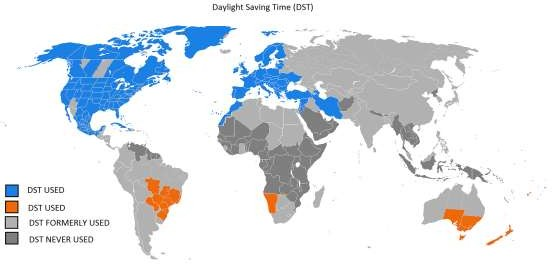 Daylight Saving Time (DST)
DST USED
DST USED
DST FORMERLY USED
DST NEVER USED